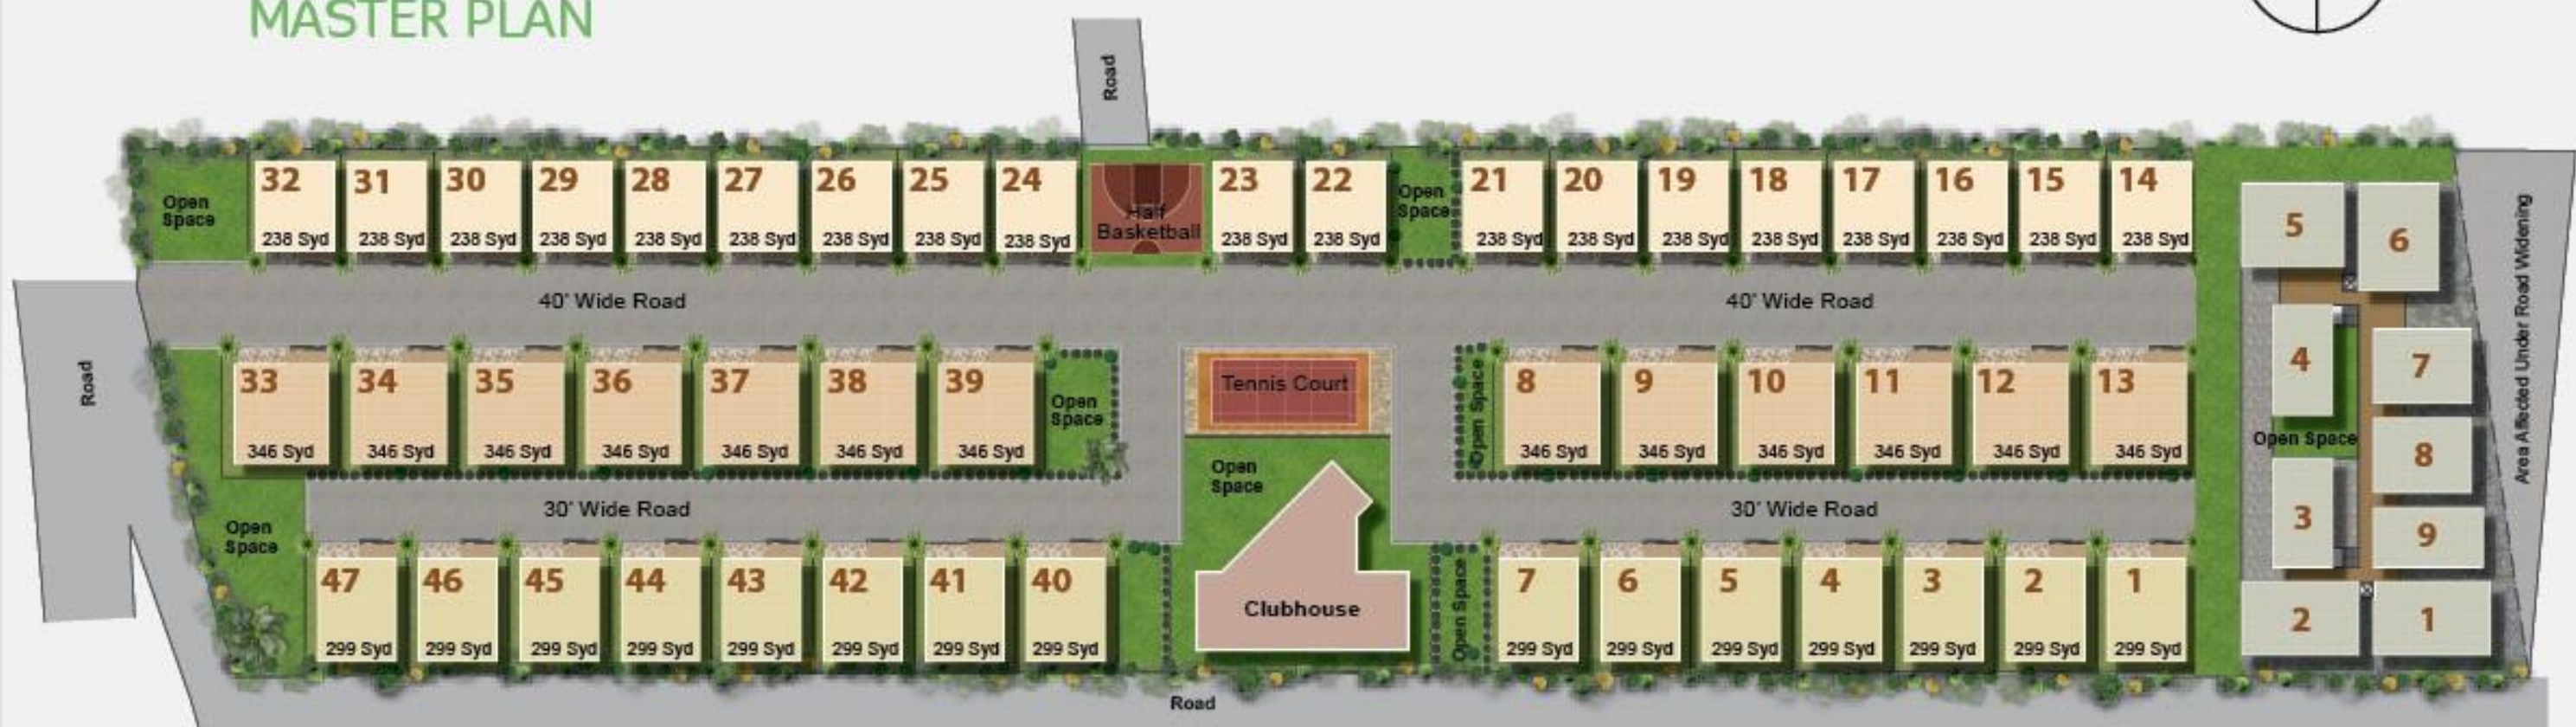 MASTER PLAN
Road
32 31 30 29 28 27 26 25 24 23 22 21 20 19 18 17 16 15 14
Open
Space
238 Syd 238 Syd 238 Syd 238 Syd 238 Syd 238 Syd 238 Syd 238 Syd 238 Syd
Half
Basketball
238 Syd 238 Syd
Open
Space
238 Syd 238 Syd 238 Syd 238 Syd 238 Syd 238 Syd 238 Syd 238 Syd
40' Wide Road 40' Wide Road
Road
33 34 35 36 37 38 39
346 Syd 346 Syd 346 Syd 346 Syd 346 Syd 346 Syd 346 Syd
Open
Space
Tennis Court
Open
Space
Open Space
8 9 10 11 12 13
346 Syd 346 Syd 346 Syd 346 Syd 346 Syd 346 Syd
30' Wide Road 30' Wide Road
Open
Space
47 46 45 44 43 42 41 40
299 Syd 299 Syd 299 Syd 299 Syd 299 Syd 299 Syd 299 Syd 299 Syd
Clubhouse
Open Space
7 6 5 4 3 2 1
299 Syd 299 Syd 299 Syd 299 Syd 299 Syd 299 Syd 299 Syd
5 6
4 7
Open Space
8
3 9
2 1
Area Affected Under Road Widening
Road